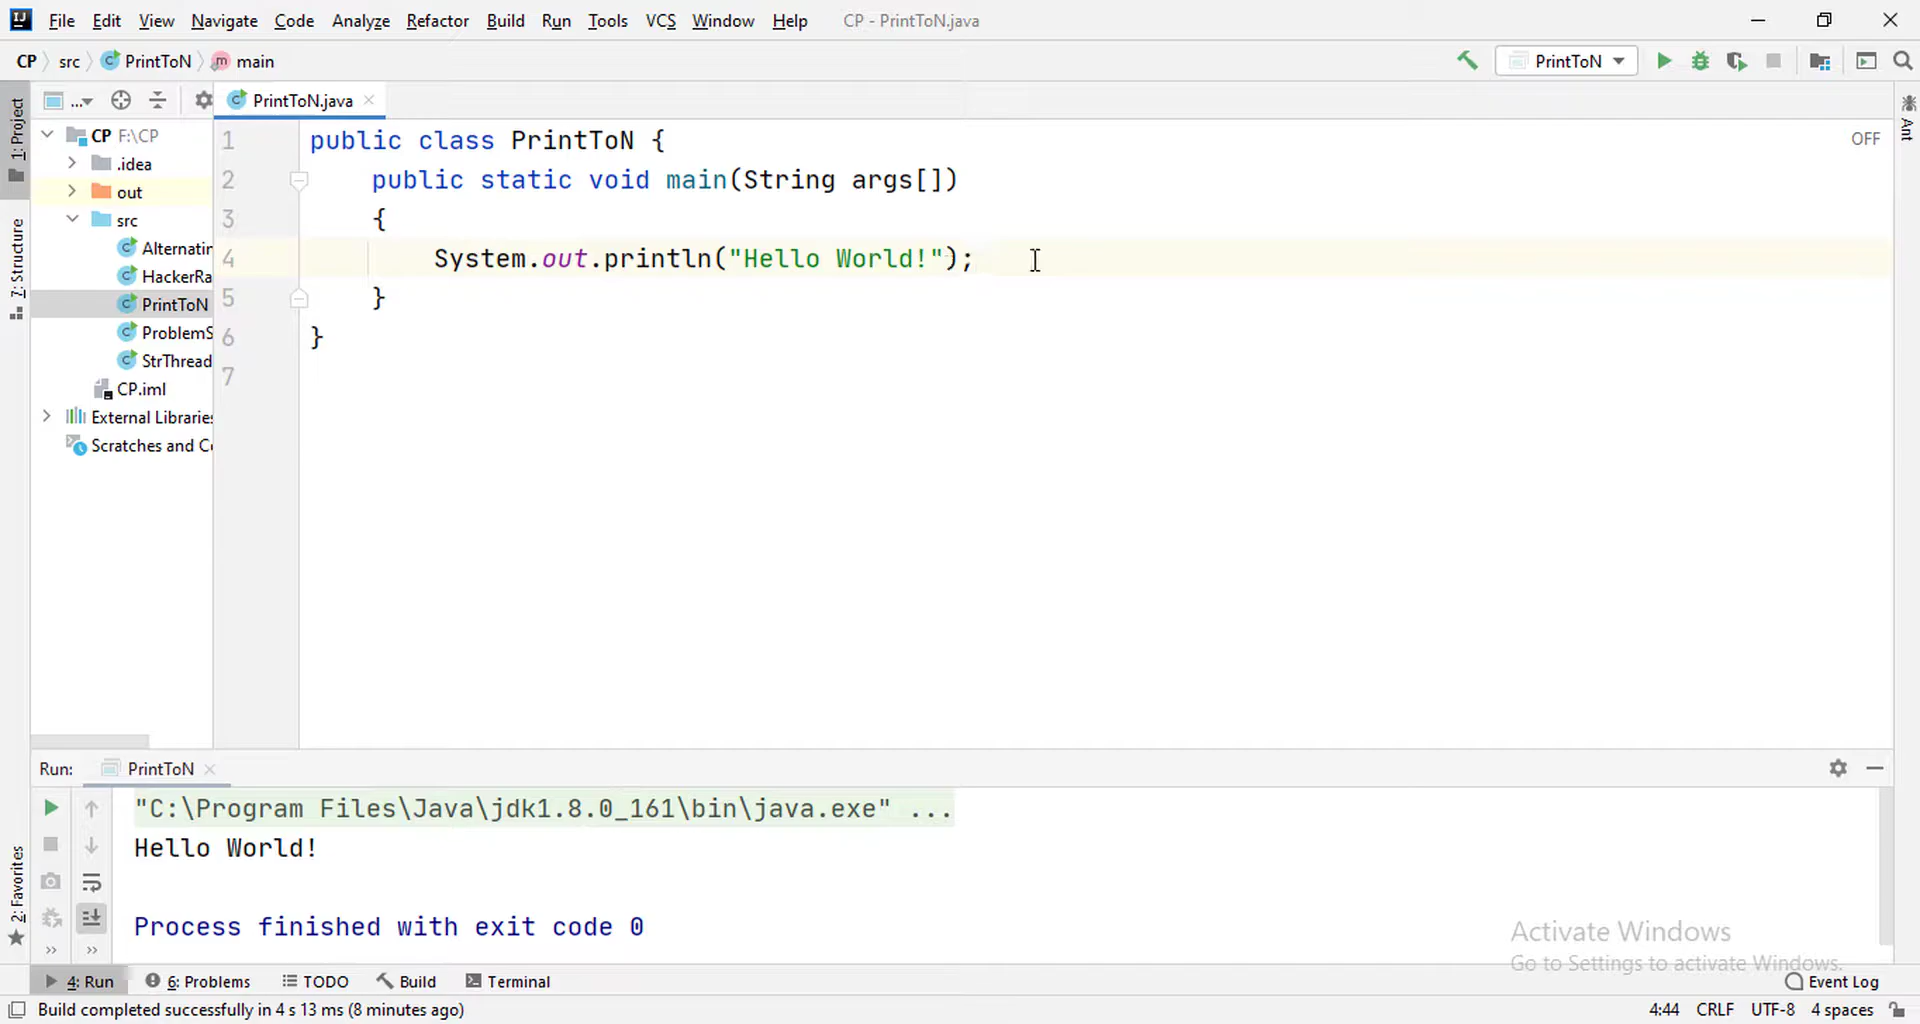 File Edit View Navigate Code Analyze Refactor Build Run Tools VCS Window Help CP - PrintToN.java
CP src PrintToN main PrintToN
... PrintToN.java
1: Project
7: Structure
2: Favorites
Ant
CP F:\CP
.idea
out
src
Alternatin
HackerRa
PrintToN
ProblemS
StrThread
CP.iml
External Libraries
Scratches and Co
OFF
1 public class PrintToN {
2 public static void main(String args[])
3 {
4 System.out.println("Hello World!");
5 }
6 }
7
Run: PrintToN
"C:\Program Files\Java\jdk1.8.0_161\bin\java.exe" ...
Hello World!
Process finished with exit code 0
Activate Windows
Go to Settings to activate Windows.
4: Run 6: Problems TODO Build Terminal Event Log
Build completed successfully in 4 s 13 ms (8 minutes ago) 4:44 CRLF UTF-8 4 spaces